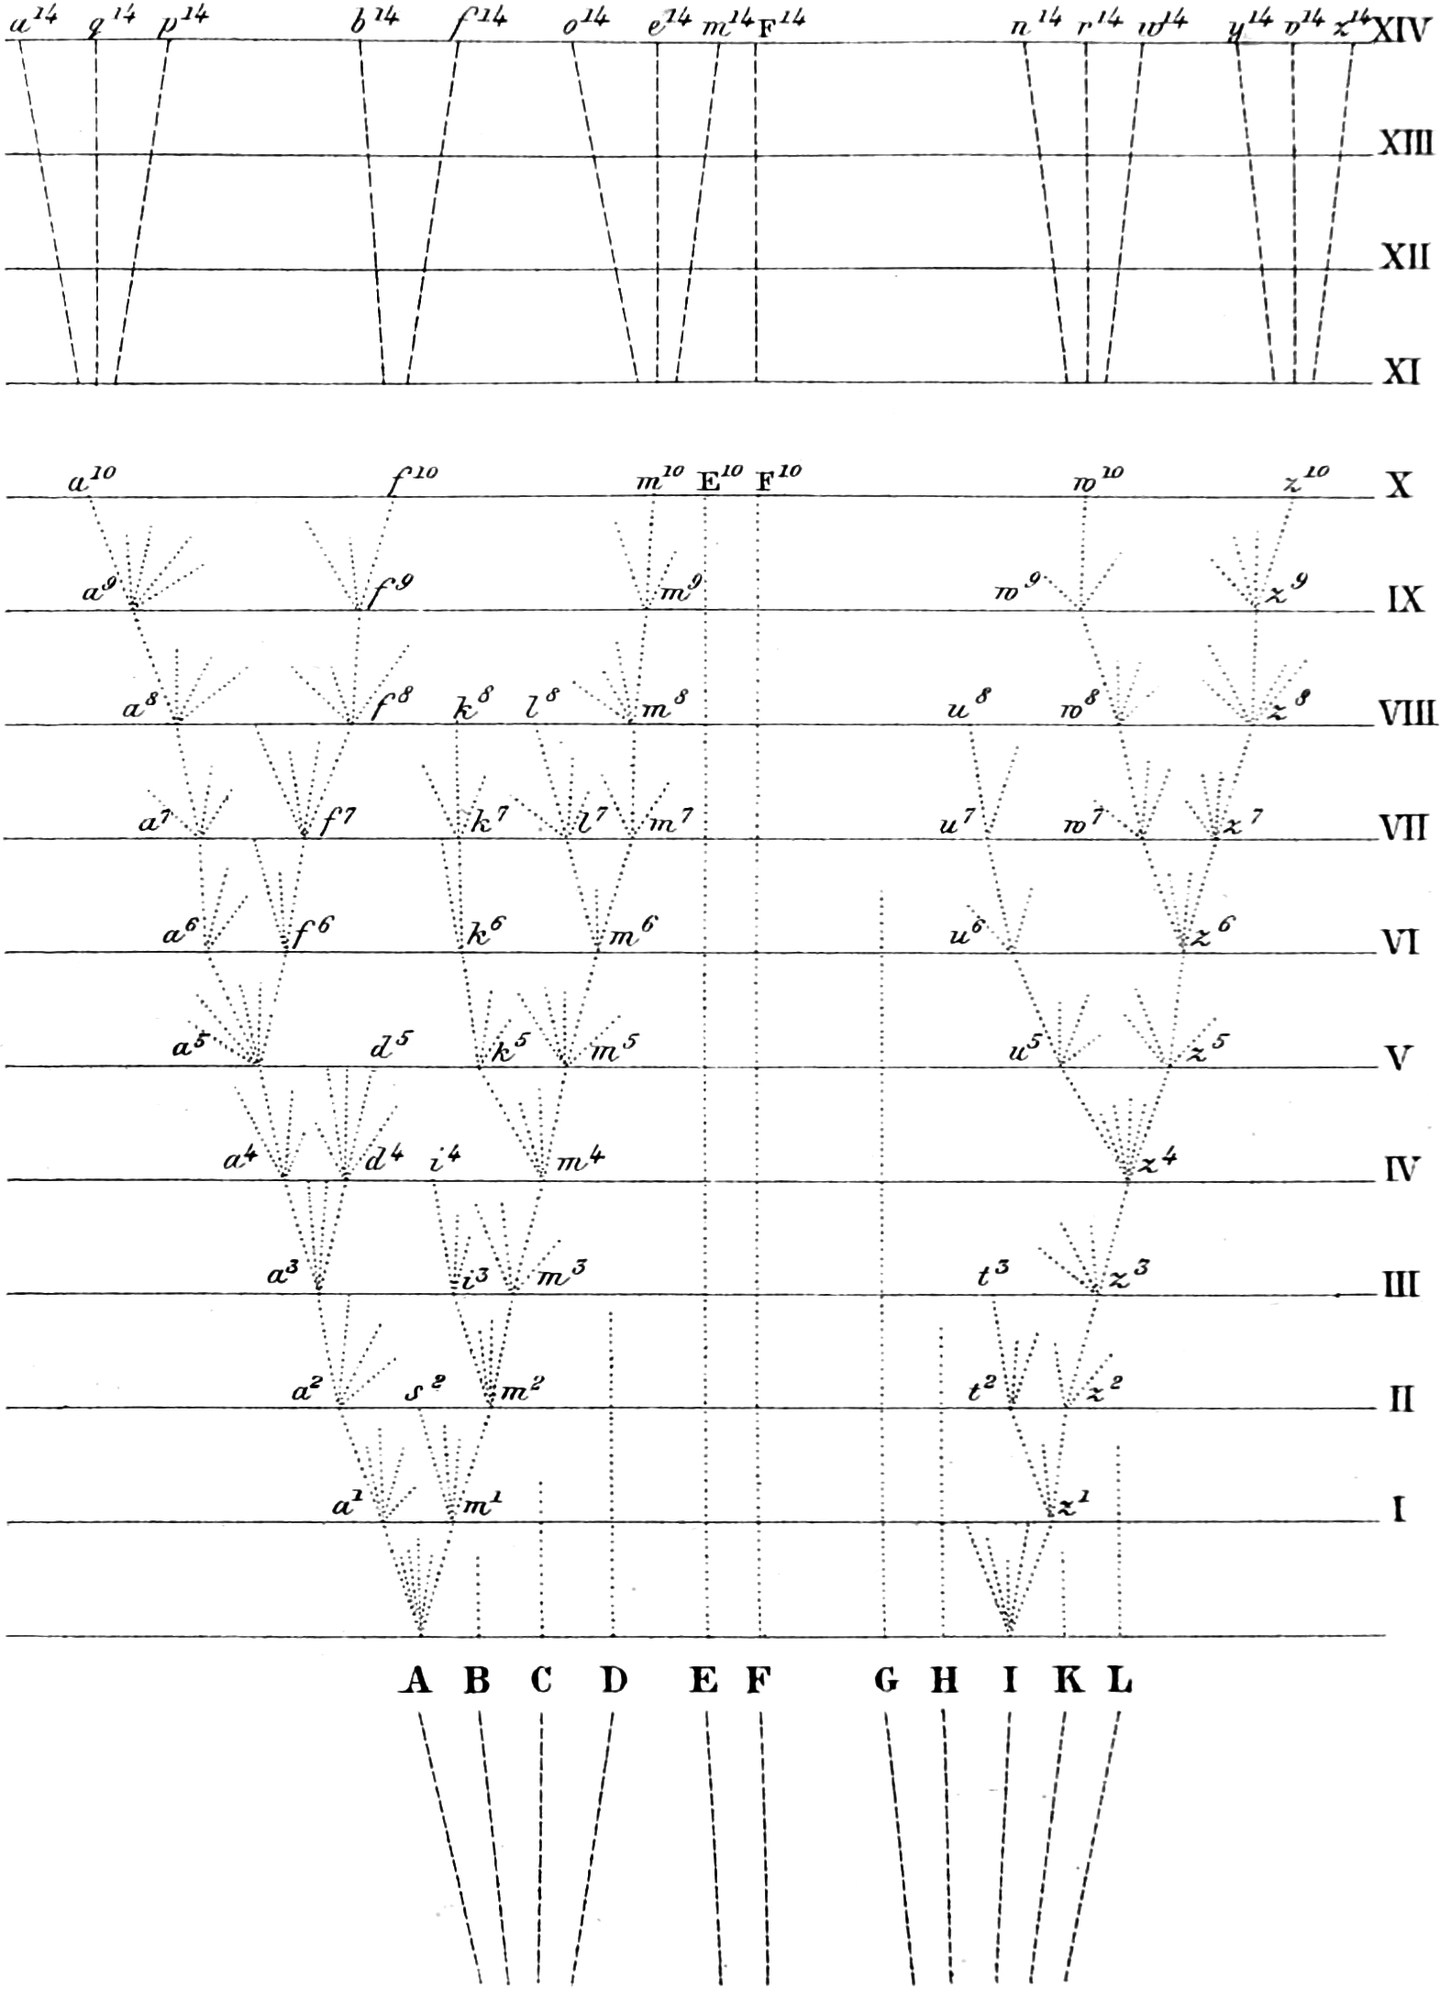 a¹⁴ q¹⁴ p¹⁴ b¹⁴ f¹⁴ o¹⁴ e¹⁴ m¹⁴ F¹⁴ n¹⁴ r¹⁴ w¹⁴ y¹⁴ v¹⁴ z¹⁴ XIV
XIII
XII
XI
a¹⁰ f¹⁰ m¹⁰ E¹⁰ F¹⁰ w¹⁰ z¹⁰ X
a⁹ f⁹ m⁹ w⁹ z⁹ IX
a⁸ f⁸ k⁸ l⁸ m⁸ u⁸ w⁸ z⁸ VIII
a⁷ f⁷ k⁷ l⁷ m⁷ u⁷ w⁷ z⁷ VII
a⁶ f⁶ k⁶ m⁶ u⁶ z⁶ VI
a⁵ d⁵ k⁵ m⁵ u⁵ z⁵ V
a⁴ d⁴ i⁴ m⁴ z⁴ IV
a³ i³ m³ t³ z³ III
a² s² m² t² z² II
a¹ m¹ z¹ I
A B C D E F G H I K L